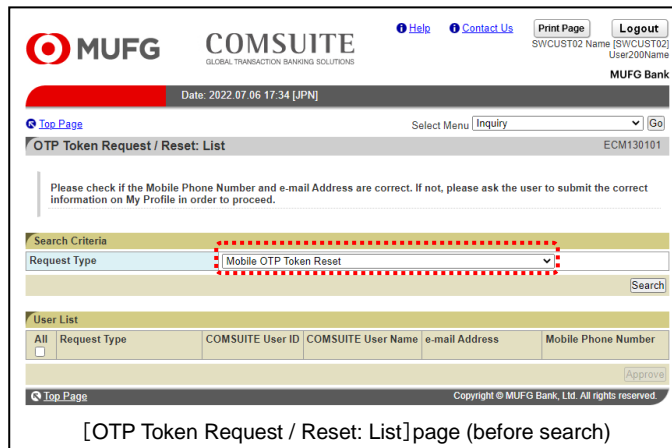 MUFG
COMSUITE
GLOBAL TRANSACTION BANKING SOLUTIONS
Help Contact Us Print Page Logout
SWCUST02 Name [SWCUST02]
User200Name
MUFG Bank
Date: 2022.07.06 17:34 [JPN]
Top Page Select Menu Inquiry Go
OTP Token Request / Reset: List ECM130101
Please check if the Mobile Phone Number and e-mail Address are correct. If not, please ask the user to submit the correct
information on My Profile in order to proceed.
Search Criteria
Request Type Mobile OTP Token Reset
Search
User List
All Request Type COMSUITE User ID COMSUITE User Name e-mail Address Mobile Phone Number
Approve
Top Page Copyright © MUFG Bank, Ltd. All rights reserved.
[OTP Token Request / Reset: List]page (before search)